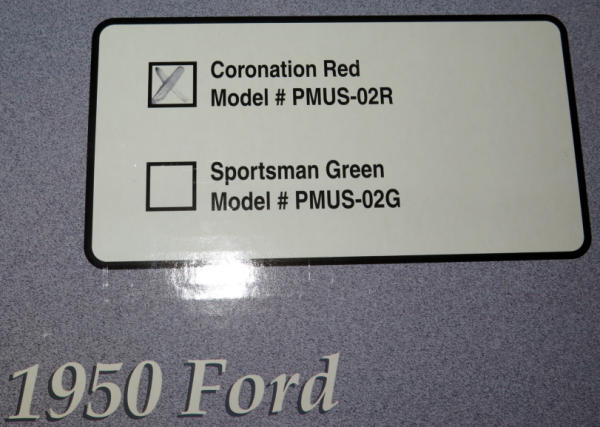 Coronation Red
Model # PMUS-02R
Sportsman Green
Model # PMUS-02G
1950 Ford